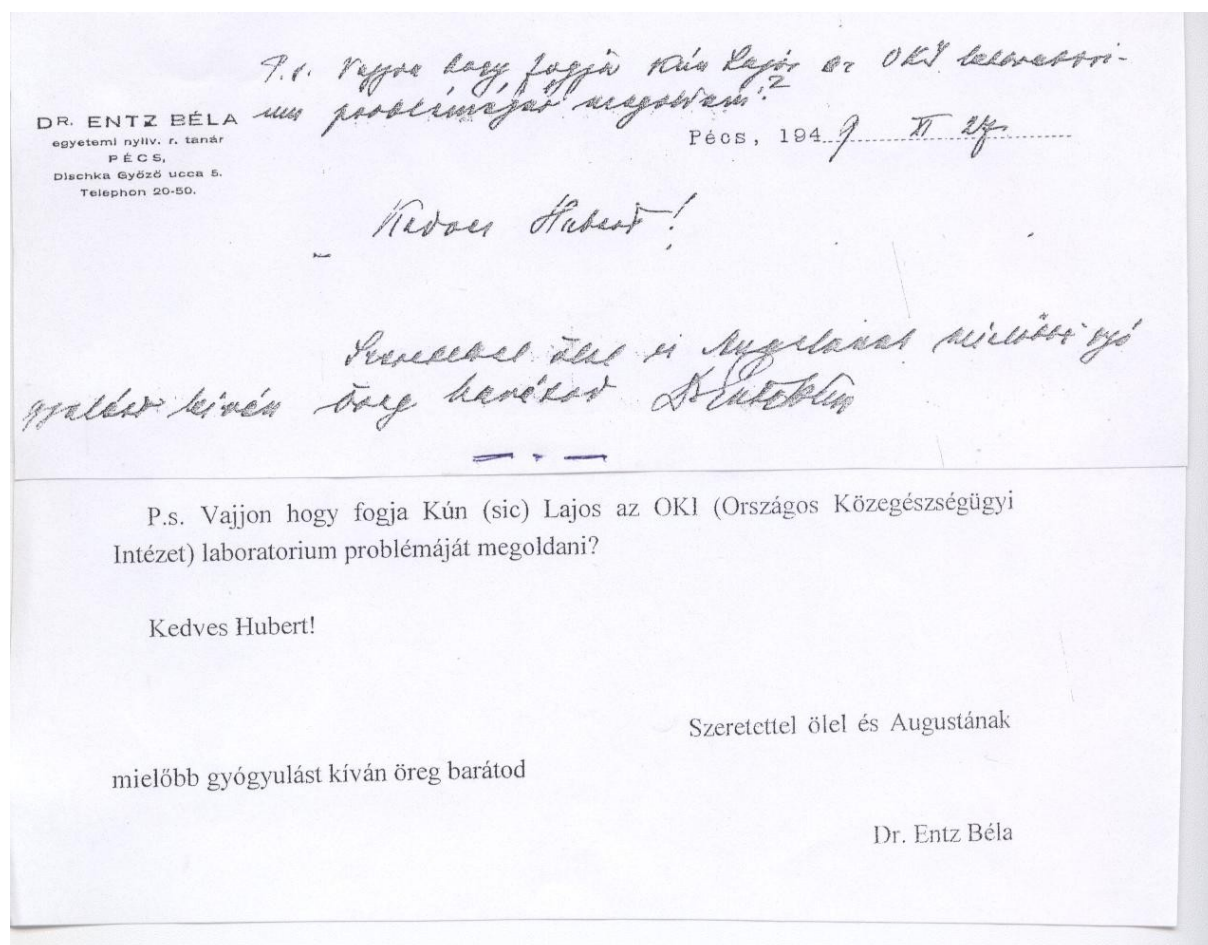 P.s. Vajjon hogy fogja Kún Lajos az OKI laboratori-
um problémáját megoldani?
DR. ENTZ BÉLA
egyetemi nyilv. r. tanár
PÉCS,
Dischka Győző ucca 5.
Telephon 20-50.
Pécs, 1949 XI 27
Kedves Hubert!
Szeretettel ölel és Augustának mielőbbi gyó
gyulást kíván öreg barátod Dr Entz Béla
P.s. Vajjon hogy fogja Kún (sic) Lajos az OKI (Országos Közegészségügyi
Intézet) laboratorium problémáját megoldani?
Kedves Hubert!
Szeretettel ölel és Augustának
mielőbb gyógyulást kíván öreg barátod
Dr. Entz Béla